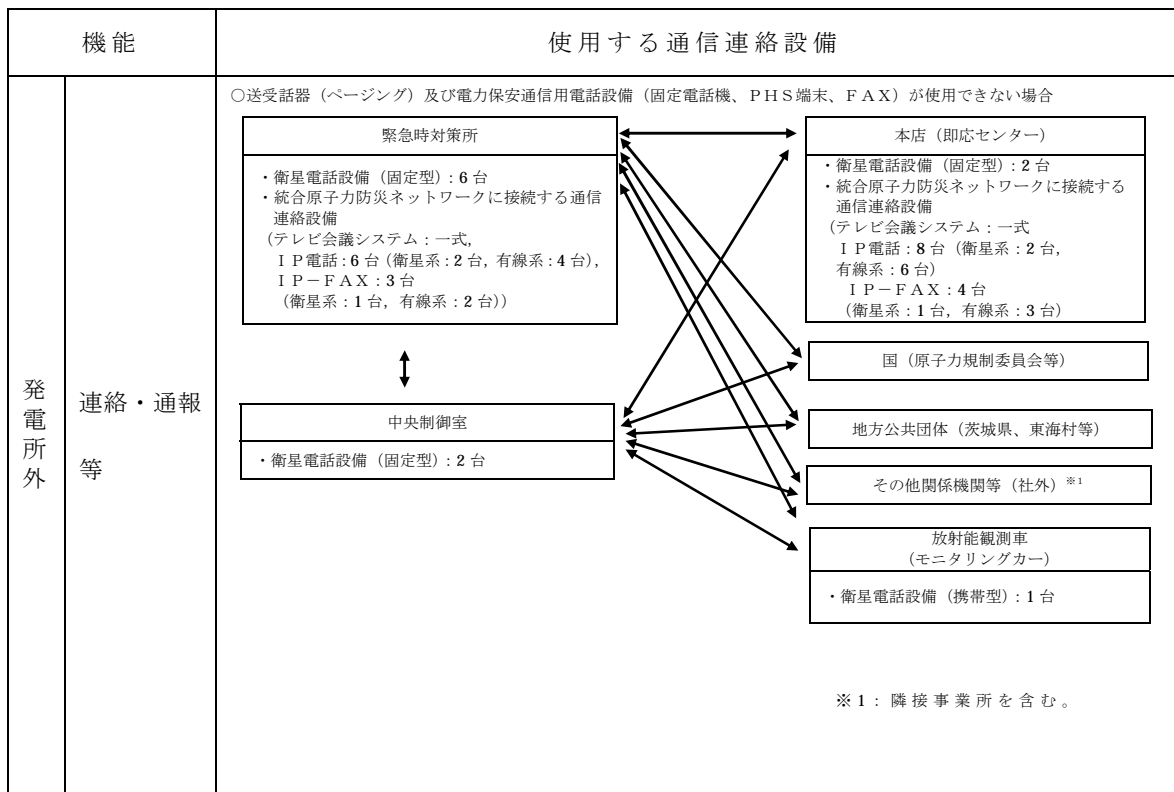 機能
使用する通信連絡設備
発電所外
連絡・通報
等
○送受話器（ページング）及び電力保安通信用電話設備（固定電話機、ＰＨＳ端末、ＦＡＸ）が使用できない場合
緊急時対策所
・衛星電話設備（固定型）：6 台
・統合原子力防災ネットワークに接続する通信
連絡設備
（テレビ会議システム：一式，
ＩＰ電話：6 台（衛星系：2 台，有線系：4 台），
ＩＰ－ＦＡＸ：3 台
（衛星系：1 台，有線系：2 台））
中央制御室
・衛星電話設備（固定型）：2 台
本店（即応センター）
・衛星電話設備（固定型）：2 台
・統合原子力防災ネットワークに接続する
通信連絡設備
（テレビ会議システム：一式
ＩＰ電話：8 台（衛星系：2 台，
有線系：6 台）
ＩＰ－ＦＡＸ：4 台
（衛星系：1 台，有線系：3 台）
国（原子力規制委員会等）
地方公共団体（茨城県、東海村等）
その他関係機関等（社外）※1
放射能観測車
（モニタリングカー）
・衛星電話設備（携帯型）：1 台
※1：隣接事業所を含む。